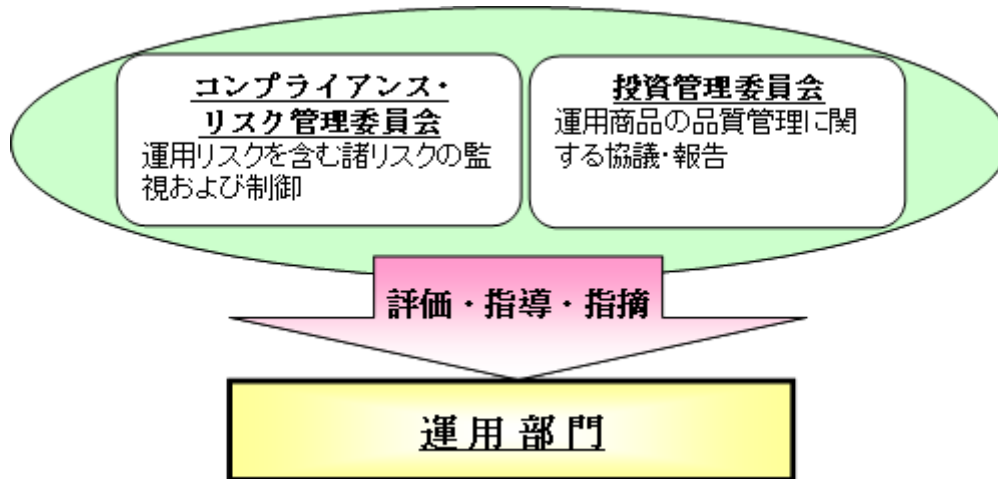 コンプライアンス・
リスク管理委員会
運用リスクを含む諸リスクの監
視および制御
投資管理委員会
運用商品の品質管理に関
する協議・報告
評価・指導・指摘
運用部門